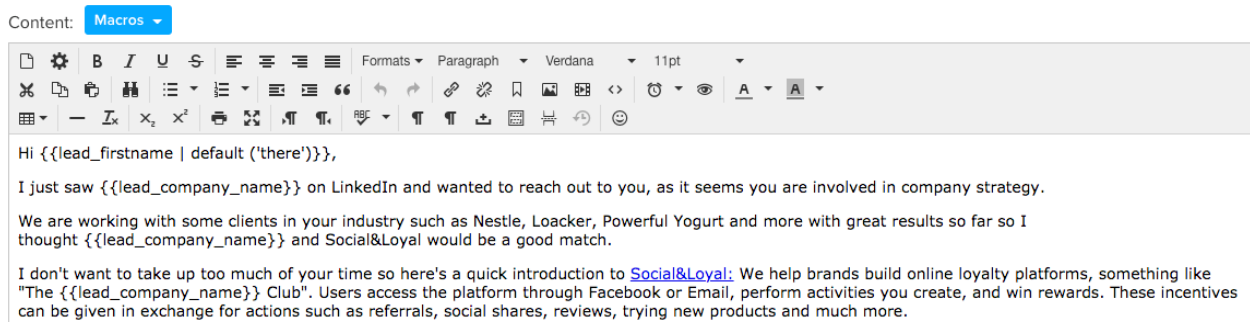 Content: Macros
B I U S Formats Paragraph Verdana 11pt
A A
Ix X2 X2 ABC
Hi {{lead_firstname | default ('there')}},
I just saw {{lead_company_name}} on LinkedIn and wanted to reach out to you, as it seems you are involved in company strategy.
We are working with some clients in your industry such as Nestle, Loacker, Powerful Yogurt and more with great results so far so I
thought {{lead_company_name}} and Social&Loyal would be a good match.
I don't want to take up too much of your time so here's a quick introduction to Social&Loyal: We help brands build online loyalty platforms, something like
"The {{lead_company_name}} Club". Users access the platform through Facebook or Email, perform activities you create, and win rewards. These incentives
can be given in exchange for actions such as referrals, social shares, reviews, trying new products and much more.